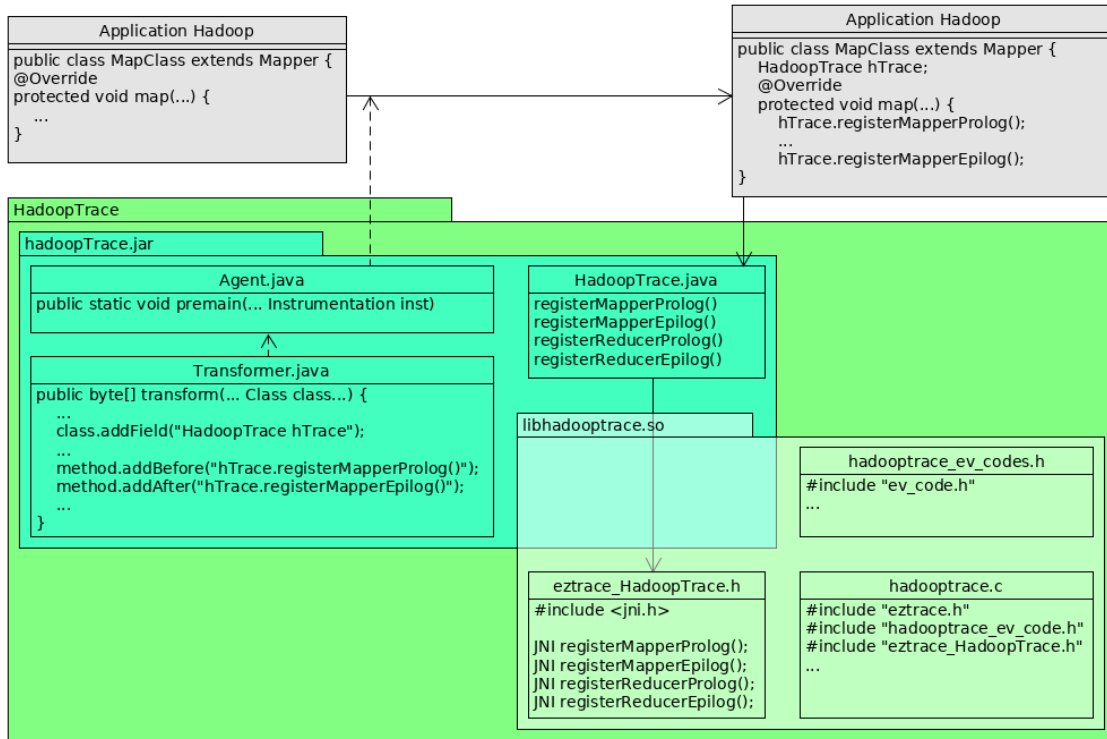 Application Hadoop
public class MapClass extends Mapper {
@Override
protected void map(...) {
...
}
Application Hadoop
public class MapClass extends Mapper {
HadoopTrace hTrace;
@Override
protected void map(...) {
hTrace.registerMapperProlog();
...
hTrace.registerMapperEpilog();
}
HadoopTrace
hadoopTrace.jar
Agent.java
public static void premain(... Instrumentation inst)
Transformer.java
public byte[] transform(... Class class...) {
...
class.addField("HadoopTrace hTrace");
...
method.addBefore("hTrace.registerMapperProlog()");
method.addAfter("hTrace.registerMapperEpilog()");
...
}
HadoopTrace.java
registerMapperProlog()
registerMapperEpilog()
registerReducerProlog()
registerReducerEpilog()
libhadooptrace.so
hadooptrace_ev_codes.h
#include "ev_code.h"
...
eztrace_HadoopTrace.h
#include <jni.h>
JNI registerMapperProlog();
JNI registerMapperEpilog();
JNI registerReducerProlog();
JNI registerReducerEpilog();
hadooptrace.c
#include "eztrace.h"
#include "hadooptrace_ev_code.h"
#include "eztrace_HadoopTrace.h"
...